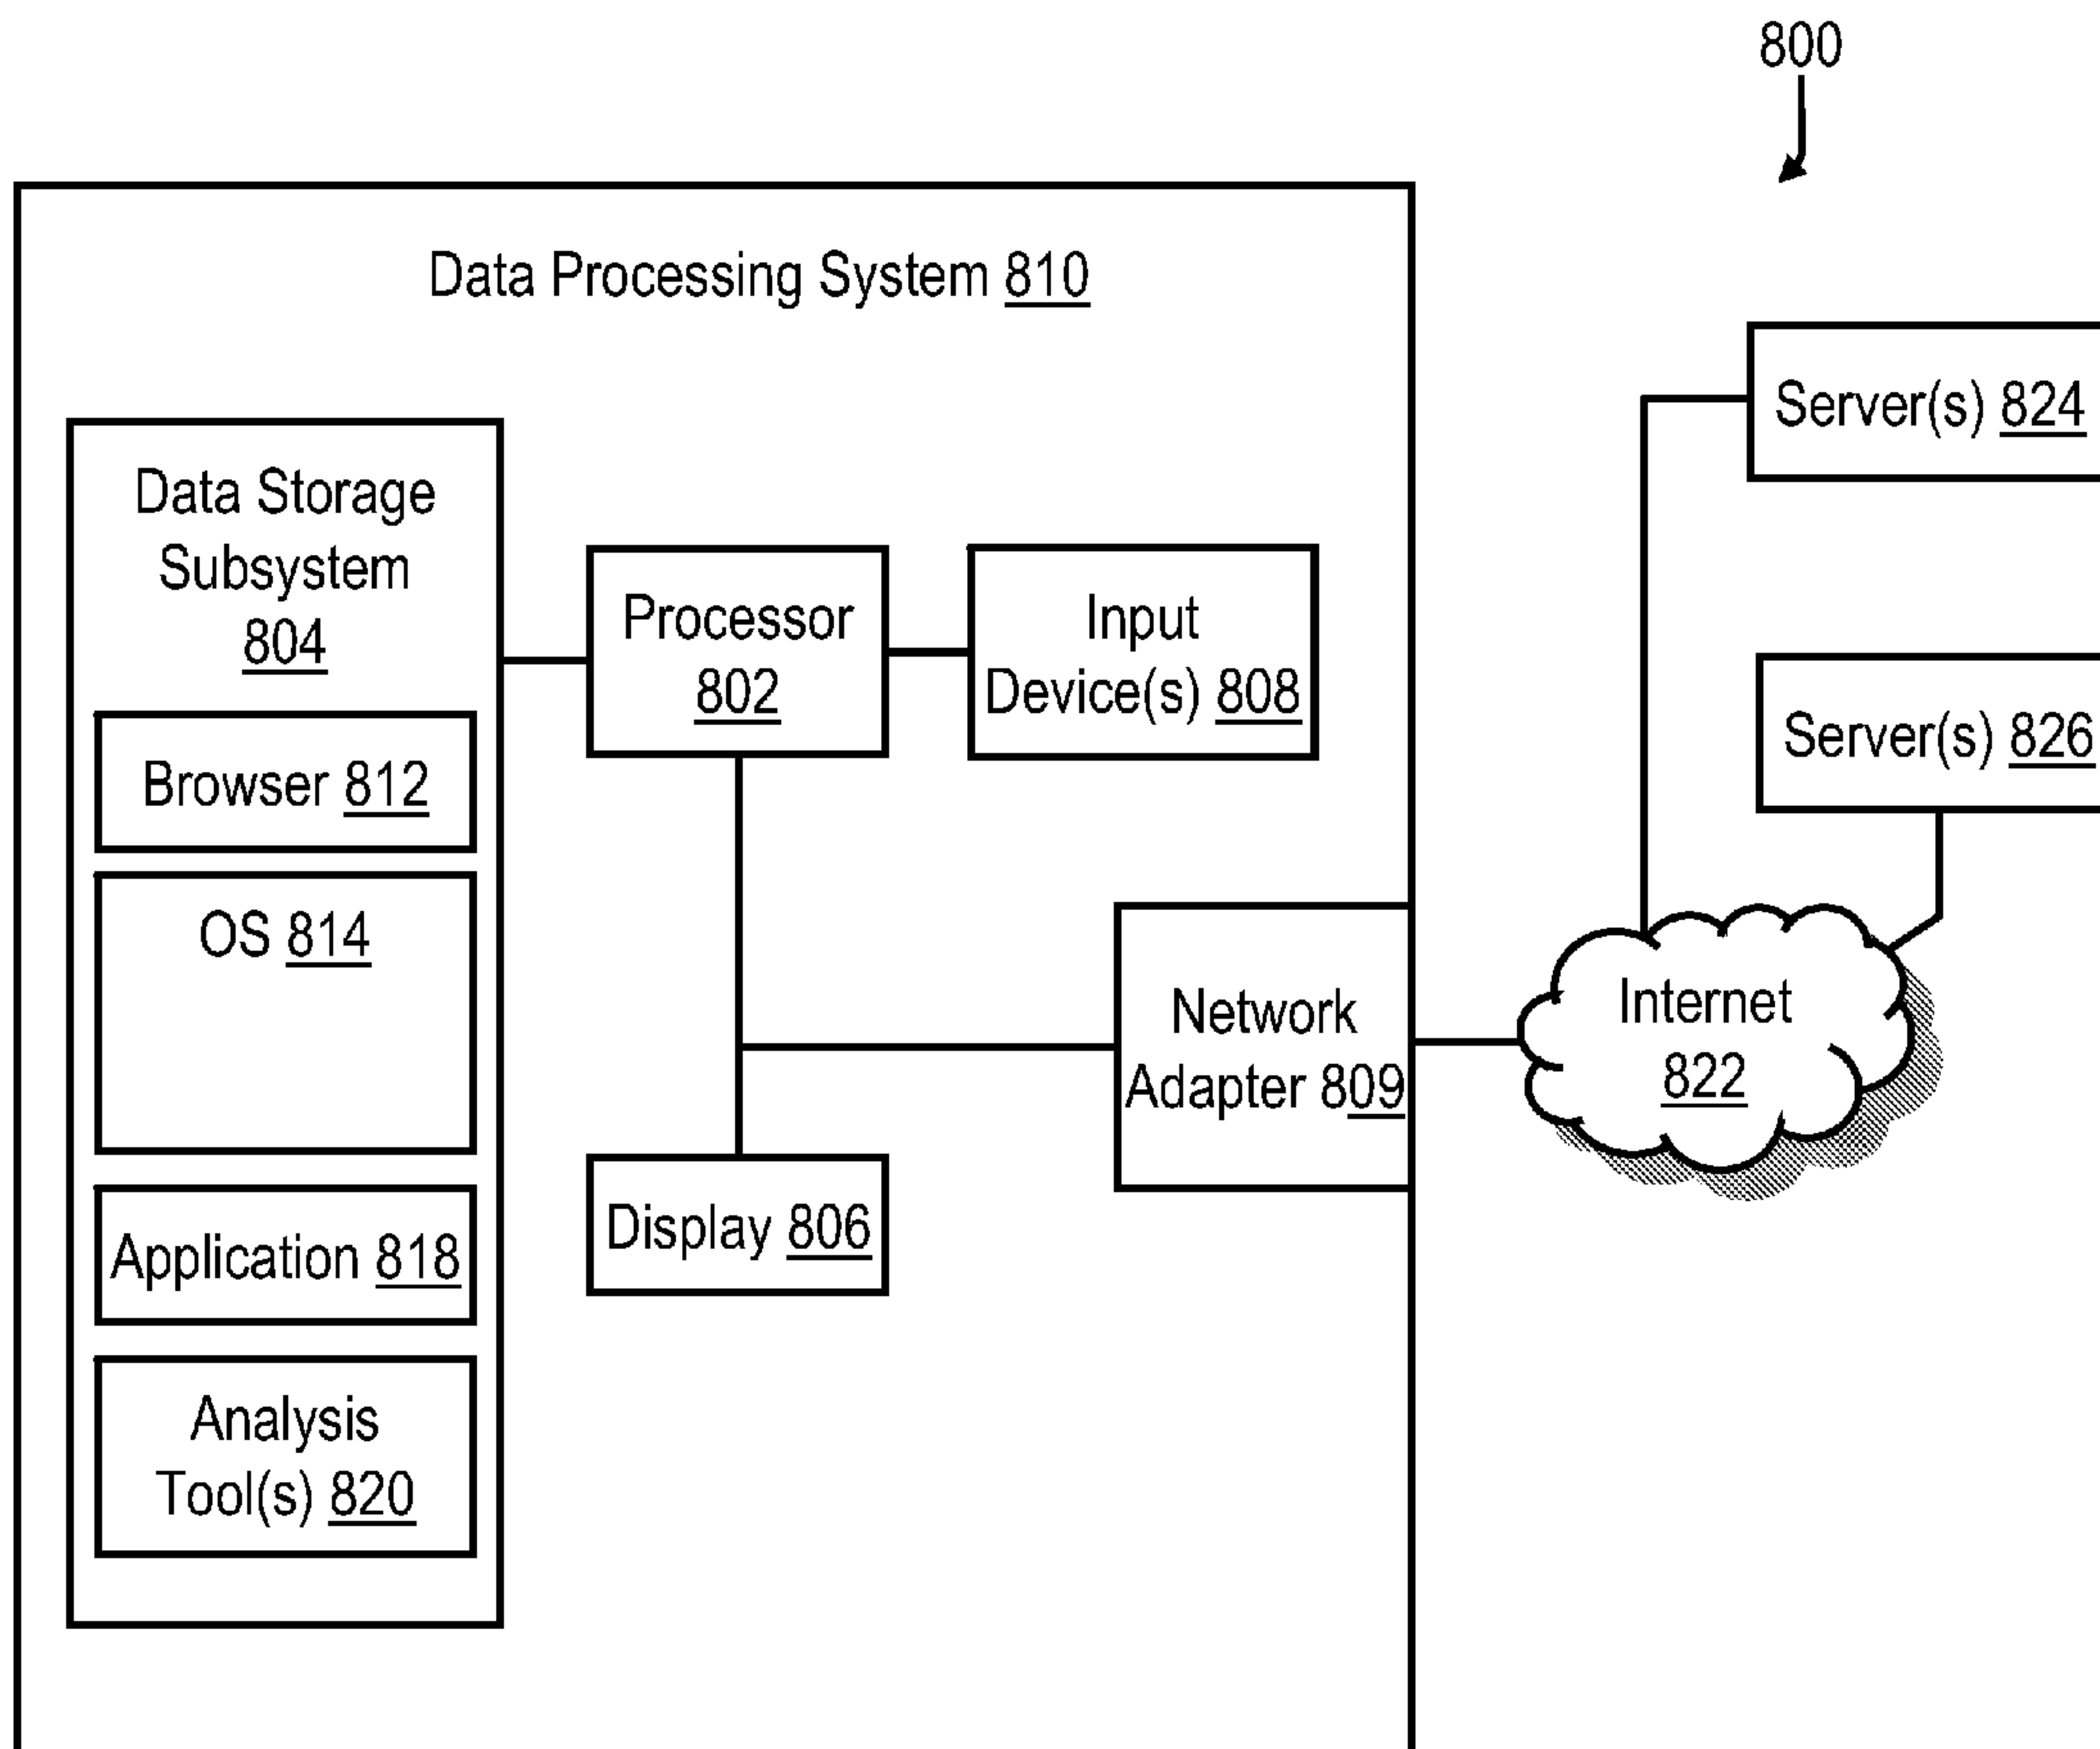 800
Data Processing System 810
Data Storage
Subsystem
804
Browser 812
OS 814
Application 818
Analysis
Tool(s) 820
Processor
802
Input
Device(s) 808
Display 806
Network
Adapter 809
Server(s) 824
Server(s) 826
Internet
822